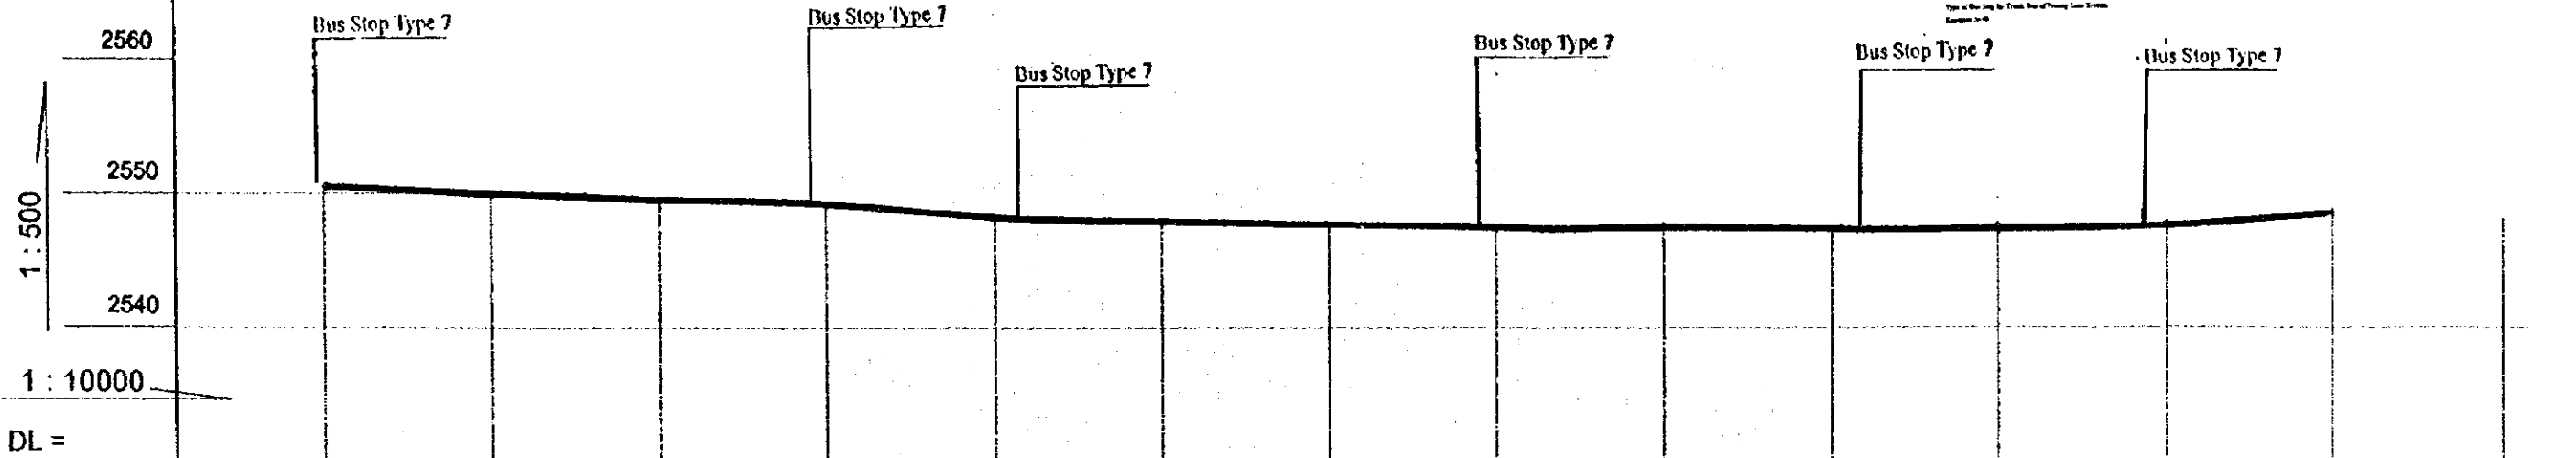 Bus Stop Type 7
Bus Stop Type 7
Bus Stop Type 7
Bus Stop Type 7
Bus Stop Type 7
Bus Stop Type 7
2560
2550
2540
1 : 500
1 : 10000
DL =